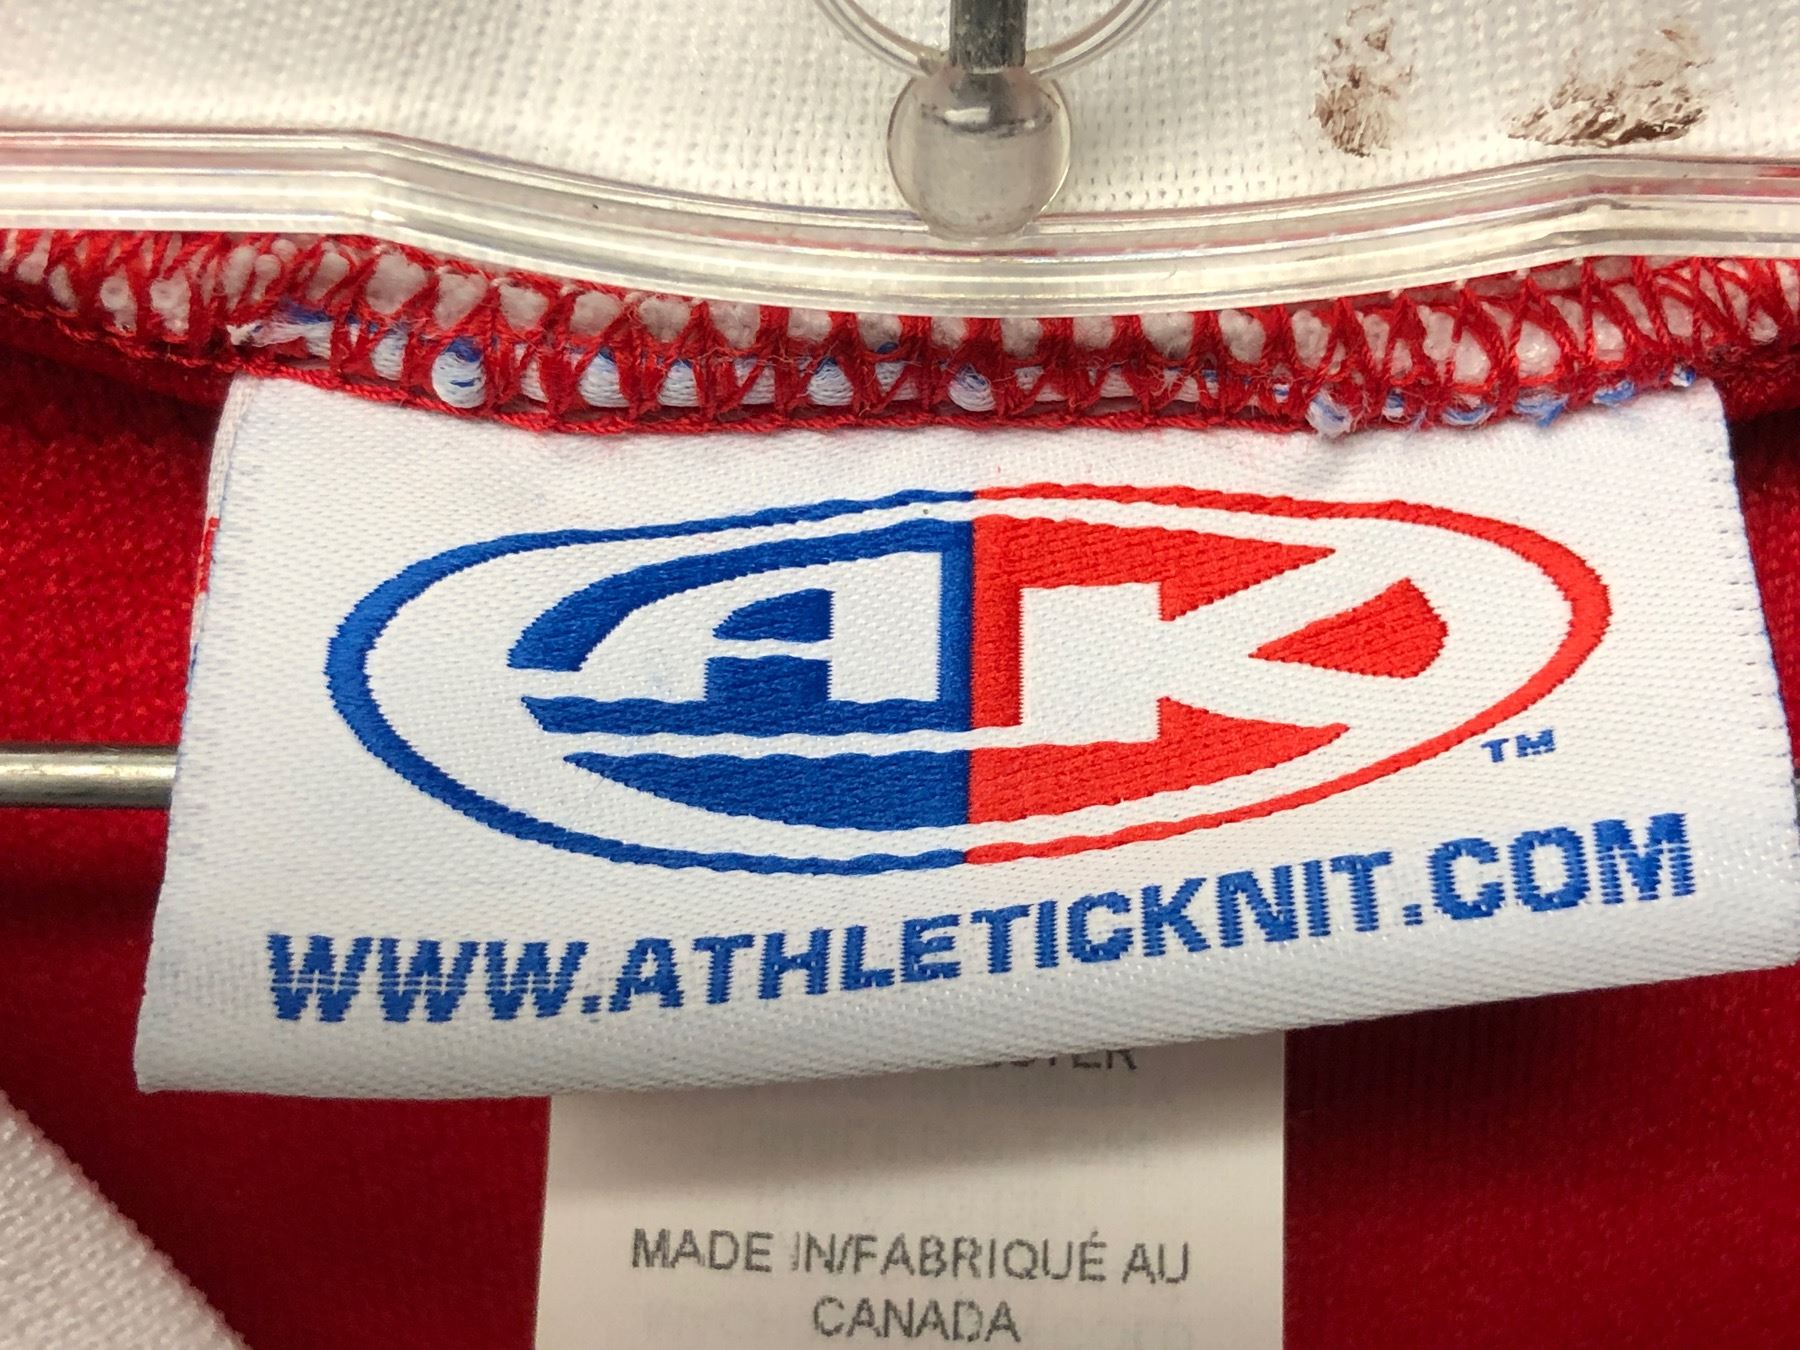 AK
™
WWW.ATHLETICKNIT.COM
MADE IN/FABRIQUÉ AU
CANADA